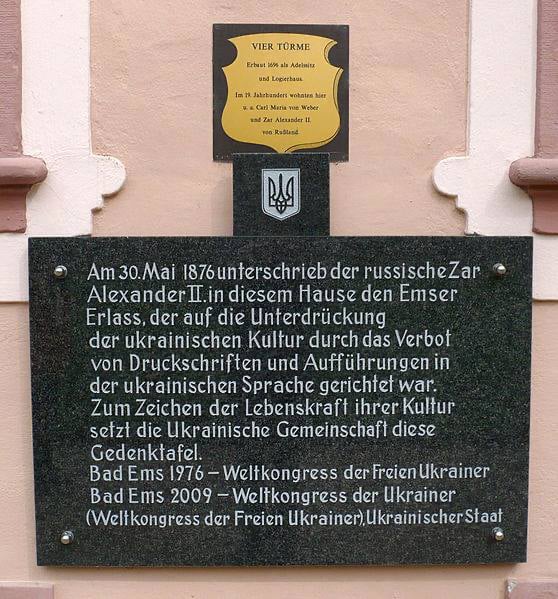 VIER TÜRME
Erbaut 1696 als Adelssitz
und Logierhaus.
Im 19. Jahrhundert wohnten hier
u. a. Carl Maria von Weber
und Zar Alexander II.
von Rußland.
Am 30. Mai 1876 unterschrieb der russische Zar
Alexander II. in diesem Hause den Emser
Erlass, der auf die Unterdrückung
der ukrainischen Kultur durch das Verbot
von Druckschriften und Aufführungen in
der ukrainischen Sprache gerichtet war.
Zum Zeichen der Lebenskraft ihrer Kultur
setzt die Ukrainische Gemeinschaft diese
Gedenktafel.
Bad Ems 1976 – Weltkongress der Freien Ukrainer
Bad Ems 2009 – Weltkongress der Ukrainer
(Weltkongress der Freien Ukrainer), Ukrainischer Staat